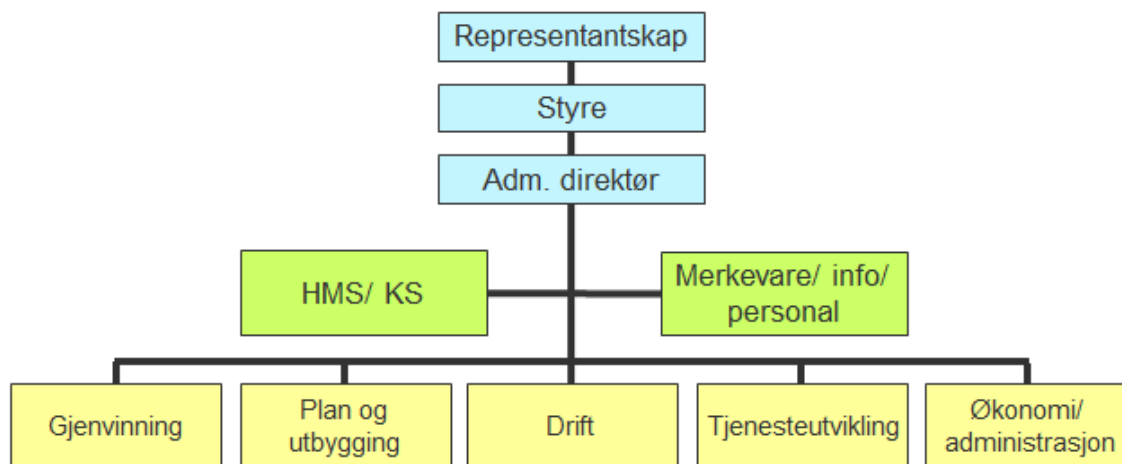 Representantskap
Styre
Adm. direktør
HMS/ KS
Merkevare/ info/
personal
Gjenvinning
Plan og
utbygging
Drift
Tjenesteutvikling
Økonomi/
administrasjon